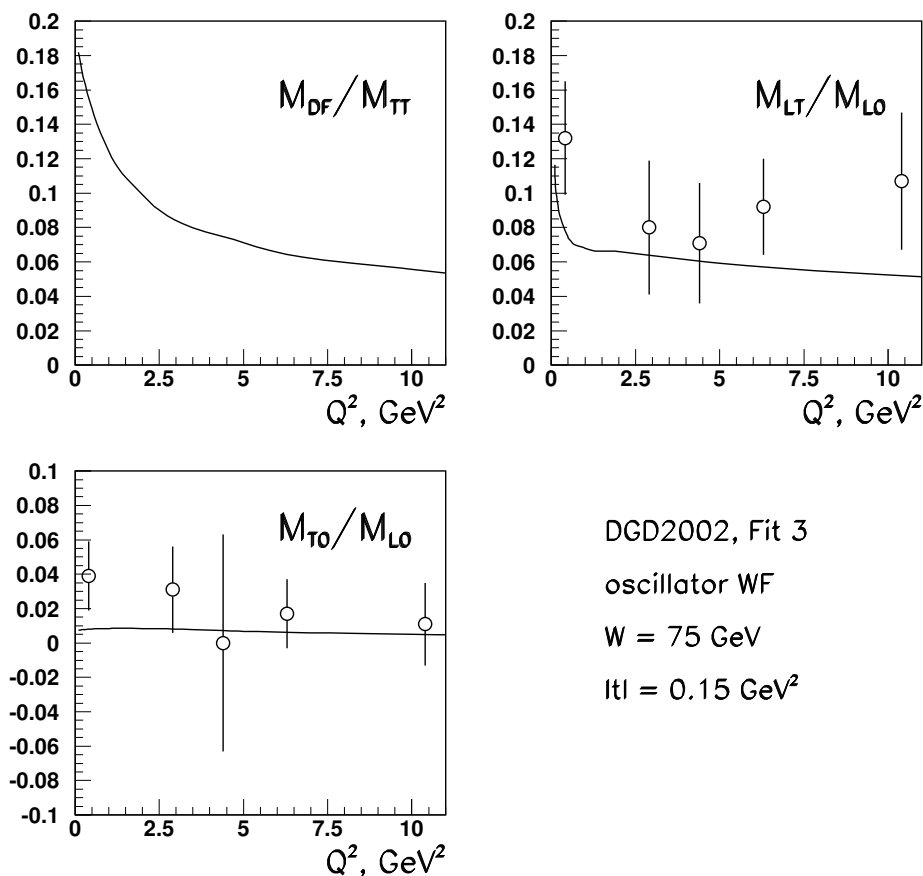 0.2
0.18
0.16
0.14
0.12
0.1
0.08
0.06
0.04
0.02
0
M_DF/M_TT
0 2.5 5 7.5 10
Q², GeV²
0.2
0.18
0.16
0.14
0.12
0.1
0.08
0.06
0.04
0.02
0
M_LT/M_L0
0 2.5 5 7.5 10
Q², GeV²
0.1
0.08
0.06
0.04
0.02
0
-0.02
-0.04
-0.06
-0.08
-0.1
M_T0/M_L0
0 2.5 5 7.5 10
Q², GeV²
DGD2002, Fit 3
oscillator WF
W = 75 GeV
|t| = 0.15 GeV²